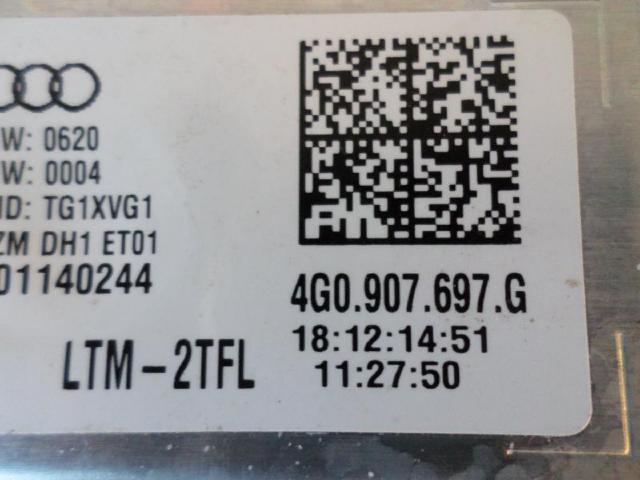 W: 0620
W: 0004
ID: TG1XVG1
ZM DH1 ET01
01140244
4G0.907.697.G
LTM-2TFL
18:12:14:51
11:27:50